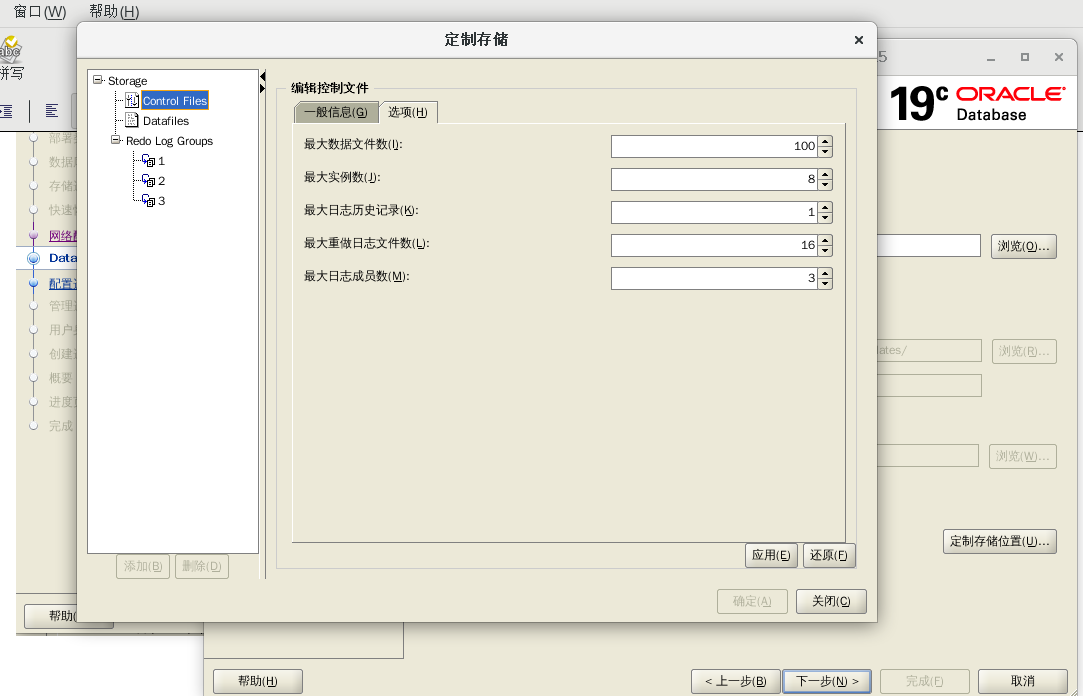 窗口(W) 帮助(H)
定制存储
拼写
abc
5
19c ORACLE
Database
Storage
Control Files
Datafiles
Redo Log Groups
1
2
3
编辑控制文件
一般信息(G) 选项(H)
最大数据文件数(I): 100
最大实例数(J): 8
最大日志历史记录(K): 1
最大重做日志文件数(L): 16
最大日志成员数(M): 3
部署
数据
存储
快速
网络
Data
配置
管理
用户
创建
概要
进度
完成
浏览(O)...
lates/ 浏览(R)...
浏览(W)...
定制存储位置(U)...
添加(B) 删除(D)
应用(E) 还原(F)
确定(A) 关闭(C)
帮助(
帮助(H) < 上一步(B) 下一步(N) > 完成(F) 取消